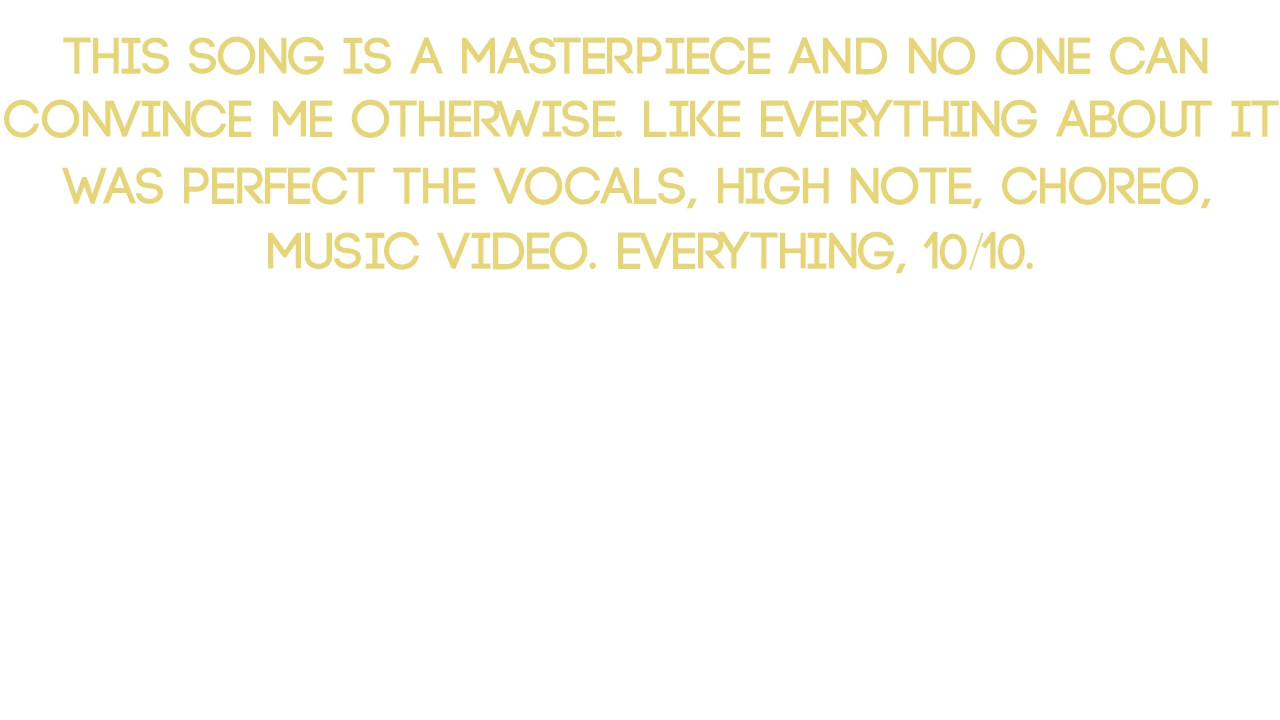 THIS SONG IS A MASTERPIECE AND NO ONE CAN
CONVINCE ME OTHERWISE. LIKE EVERYTHING ABOUT IT
WAS PERFECT THE VOCALS, HIGH NOTE, CHOREO,
MUSIC VIDEO. EVERYTHING, 10/10.